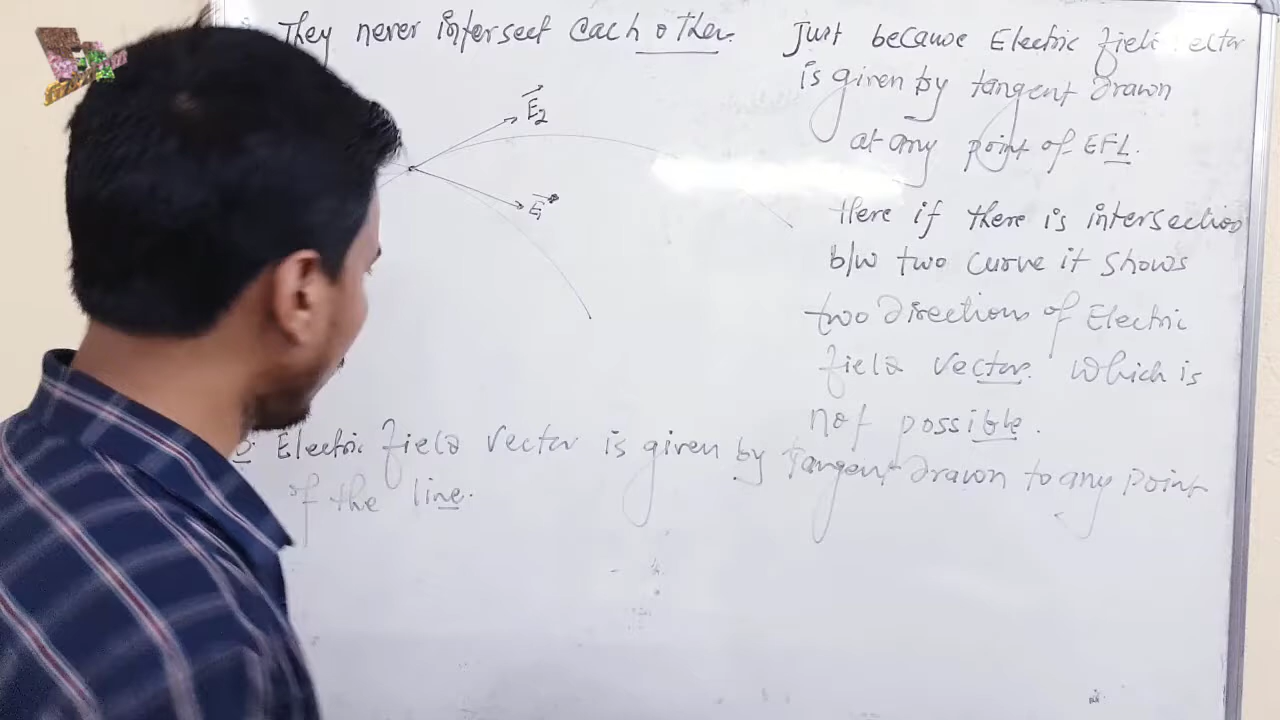 They never intersect each other.
E2
E1
Just because Electric field
is given by tangent drawn
at any point of EFL.
Here if there is intersection
b/w two curve it shows
two directions of Electric
field vector. which is
not possible.
Electric field vector is given by tangent drawn to any point
of the line.